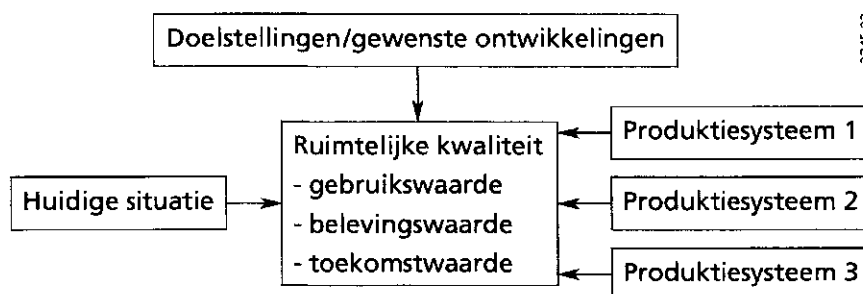 Doelstellingen/gewenste ontwikkelingen
Ruimtelijke kwaliteit
- gebruikswaarde
- belevingswaarde
- toekomstwaarde
Huidige situatie
Produktiesysteem 1
Produktiesysteem 2
Produktiesysteem 3